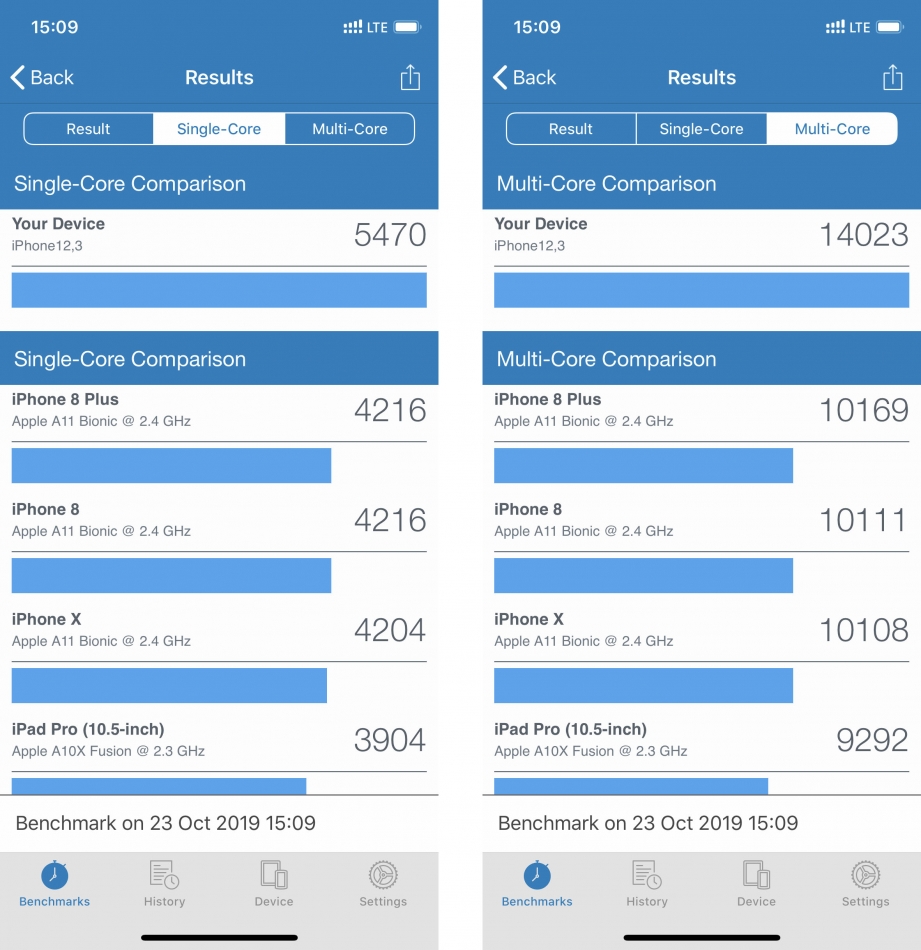 15:09
LTE
Back
Results
Result
Single-Core
Multi-Core
Single-Core Comparison
Your Device
5470
iPhone12,3
Single-Core Comparison
iPhone 8 Plus
4216
Apple A11 Bionic @ 2.4 GHz
iPhone 8
4216
Apple A11 Bionic @ 2.4 GHz
iPhone X
4204
Apple A11 Bionic @ 2.4 GHz
iPad Pro (10.5-inch)
3904
Apple A10X Fusion @ 2.3 GHz
Benchmark on 23 Oct 2019 15:09
Benchmarks
History
Device
Settings
15:09
LTE
Back
Results
Result
Single-Core
Multi-Core
Multi-Core Comparison
Your Device
14023
iPhone12,3
Multi-Core Comparison
iPhone 8 Plus
10169
Apple A11 Bionic @ 2.4 GHz
iPhone 8
10111
Apple A11 Bionic @ 2.4 GHz
iPhone X
10108
Apple A11 Bionic @ 2.4 GHz
iPad Pro (10.5-inch)
9292
Apple A10X Fusion @ 2.3 GHz
Benchmark on 23 Oct 2019 15:09
Benchmarks
History
Device
Settings